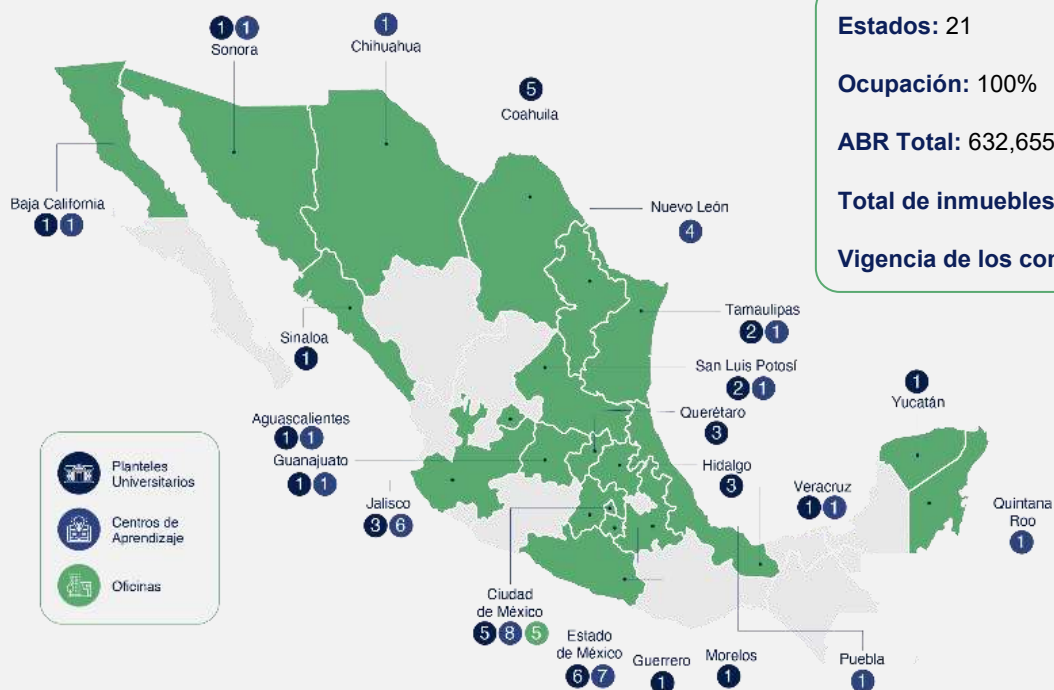 1 1
Sonora
1
Chihuahua
5
Coahuila
Estados: 21
Ocupación: 100%
ABR Total: 632,655
Total de inmuebles
Vigencia de los con
Baja California
1 1
Nuevo León
4
Sinaloa
1
Tamaulipas
2 1
San Luis Potosí
2 1
Querétaro
3
1
Yucatán
Aguascalientes
1 1
Guanajuato
1 1
Jalisco
3 6
Hidalgo
3
Veracruz
1 1
Quintana
Roo
1
Planteles
Universitarios
Centros de
Aprendizaje
Oficinas
Ciudad
de México
5 8 5
Estado
de México
6 7
Guerrero
1
Morelos
1
Puebla
1